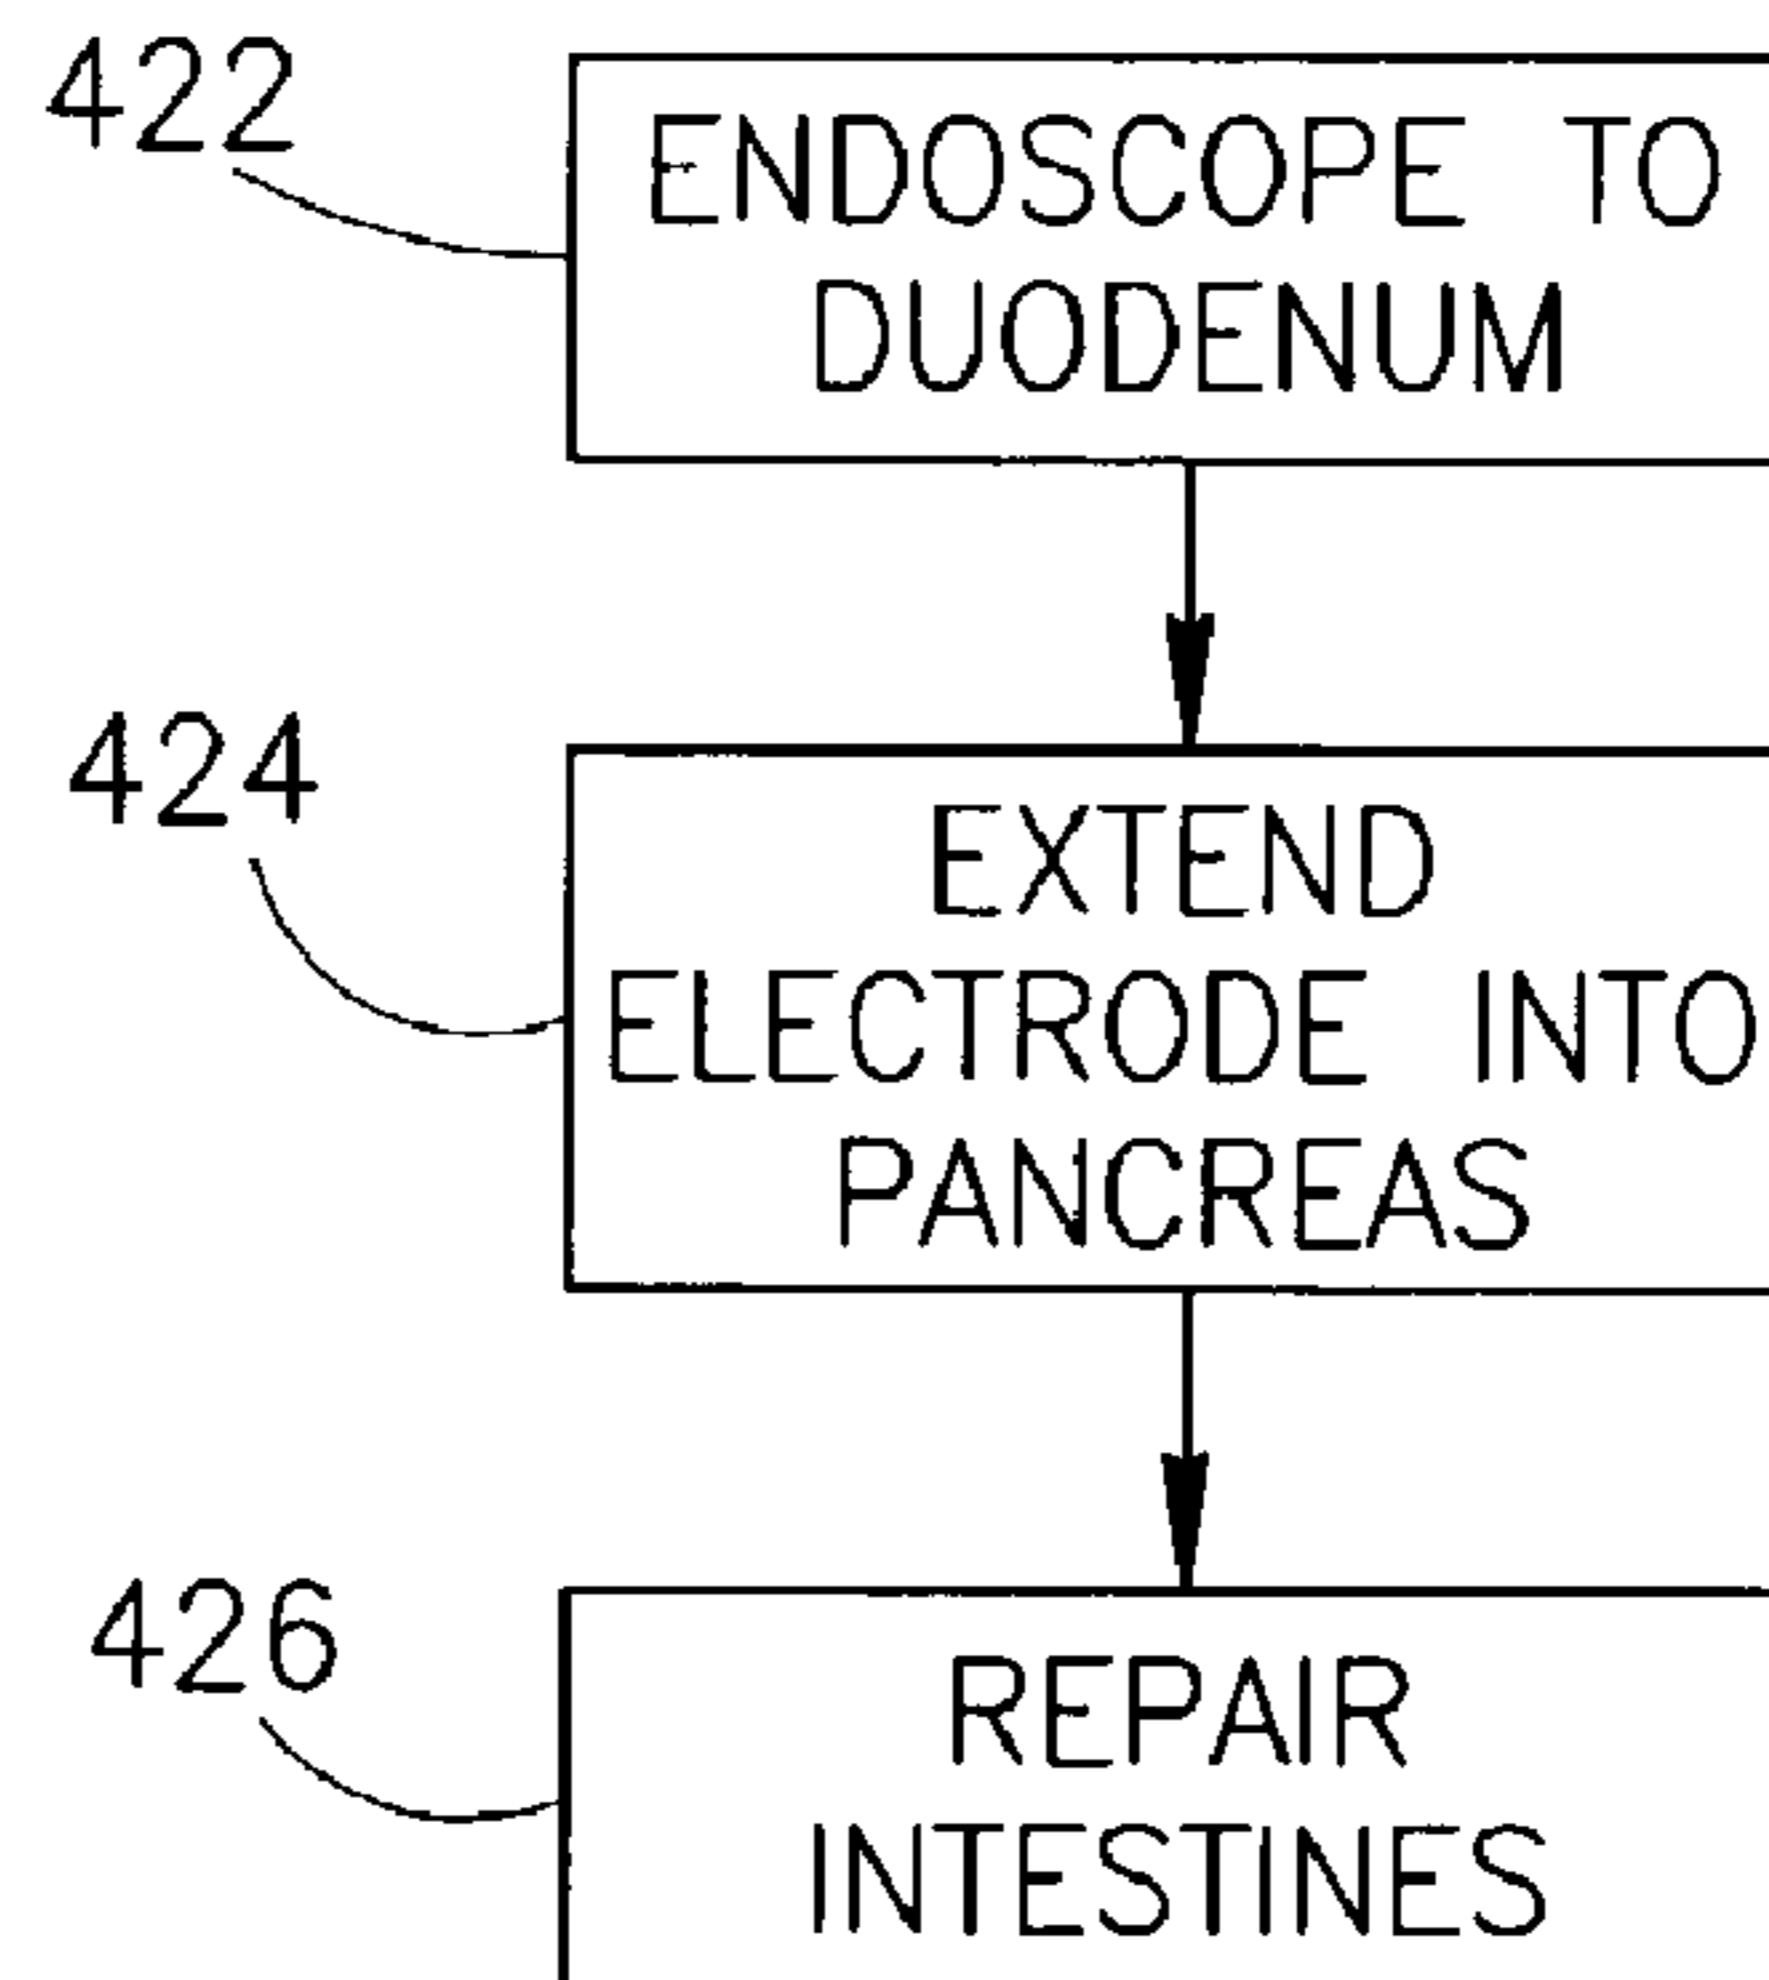 422
ENDOSCOPE TO
DUODENUM
424
EXTEND
ELECTRODE INTO
PANCREAS
426
REPAIR
INTESTINES